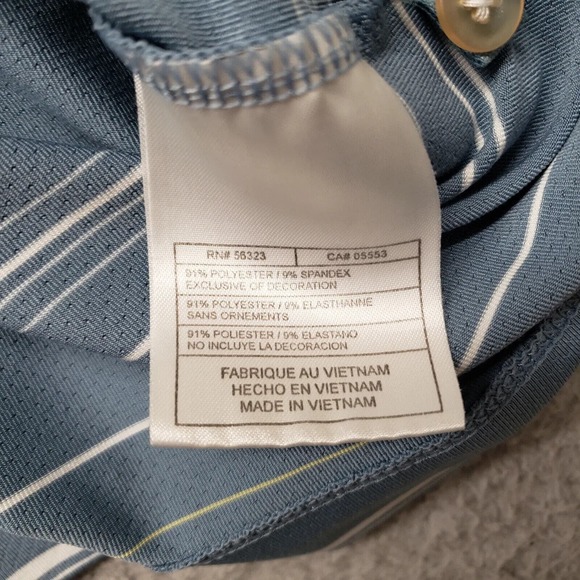 RN# 56323 CA# 05553
91% POLYESTER / 9% SPANDEX
EXCLUSIVE OF DECORATION
91% POLYESTER / 9% ELASTHANNE
SANS ORNEMENTS
91% POLIESTER / 9% ELASTANO
NO INCLUYE LA DECORACION
FABRIQUE AU VIETNAM
HECHO EN VIETNAM
MADE IN VIETNAM